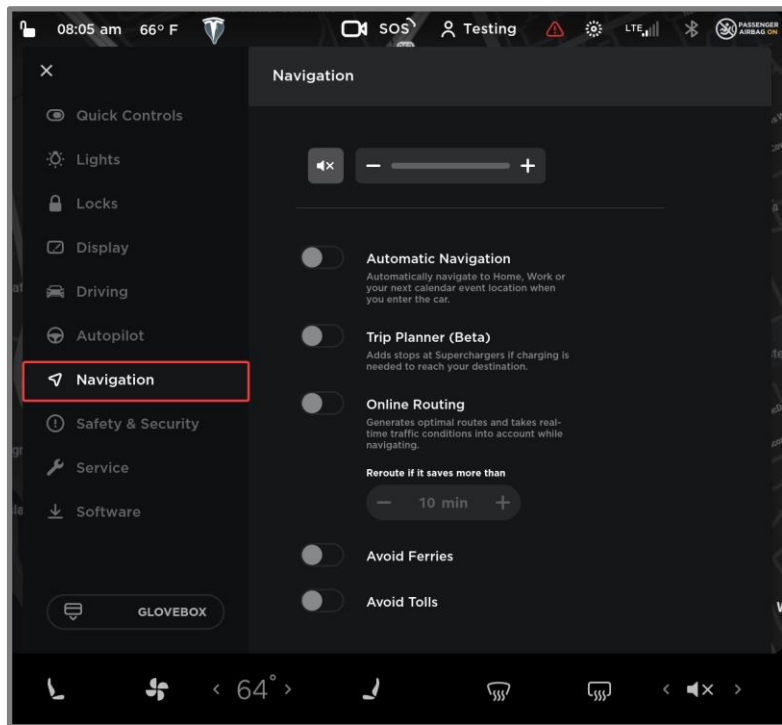 08:05 am 66° F SOS Testing LTE PASSENGER
AIRBAG ON
Navigation
Quick Controls
Lights
Locks
Display
Driving
Autopilot
Navigation
Safety & Security
Service
Software
GLOVEBOX
Automatic Navigation
Automatically navigate to Home, Work or
your next calendar event location when
you enter the car.
Trip Planner (Beta)
Adds stops at Superchargers if charging is
needed to reach your destination.
Online Routing
Generates optimal routes and takes real-
time traffic conditions into account while
navigating.
Reroute if it saves more than
− 10 min +
Avoid Ferries
Avoid Tolls
< 64° > < >